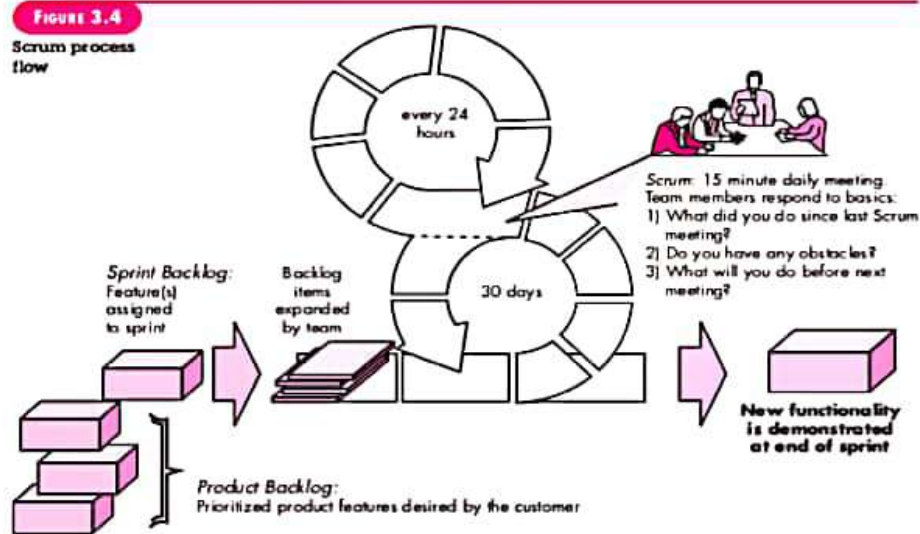 FIGURE 3.4
Scrum process
flow
every 24
hours
Scrum: 15 minute daily meeting.
Team members respond to basics:
1) What did you do since last Scrum
meeting?
2) Do you have any obstacles?
3) What will you do before next
meeting?
30 days
Sprint Backlog:
Feature(s)
assigned
to sprint
Backlog
items
expanded
by team
New functionality
is demonstrated
at end of sprint
Product Backlog:
Prioritized product features desired by the customer